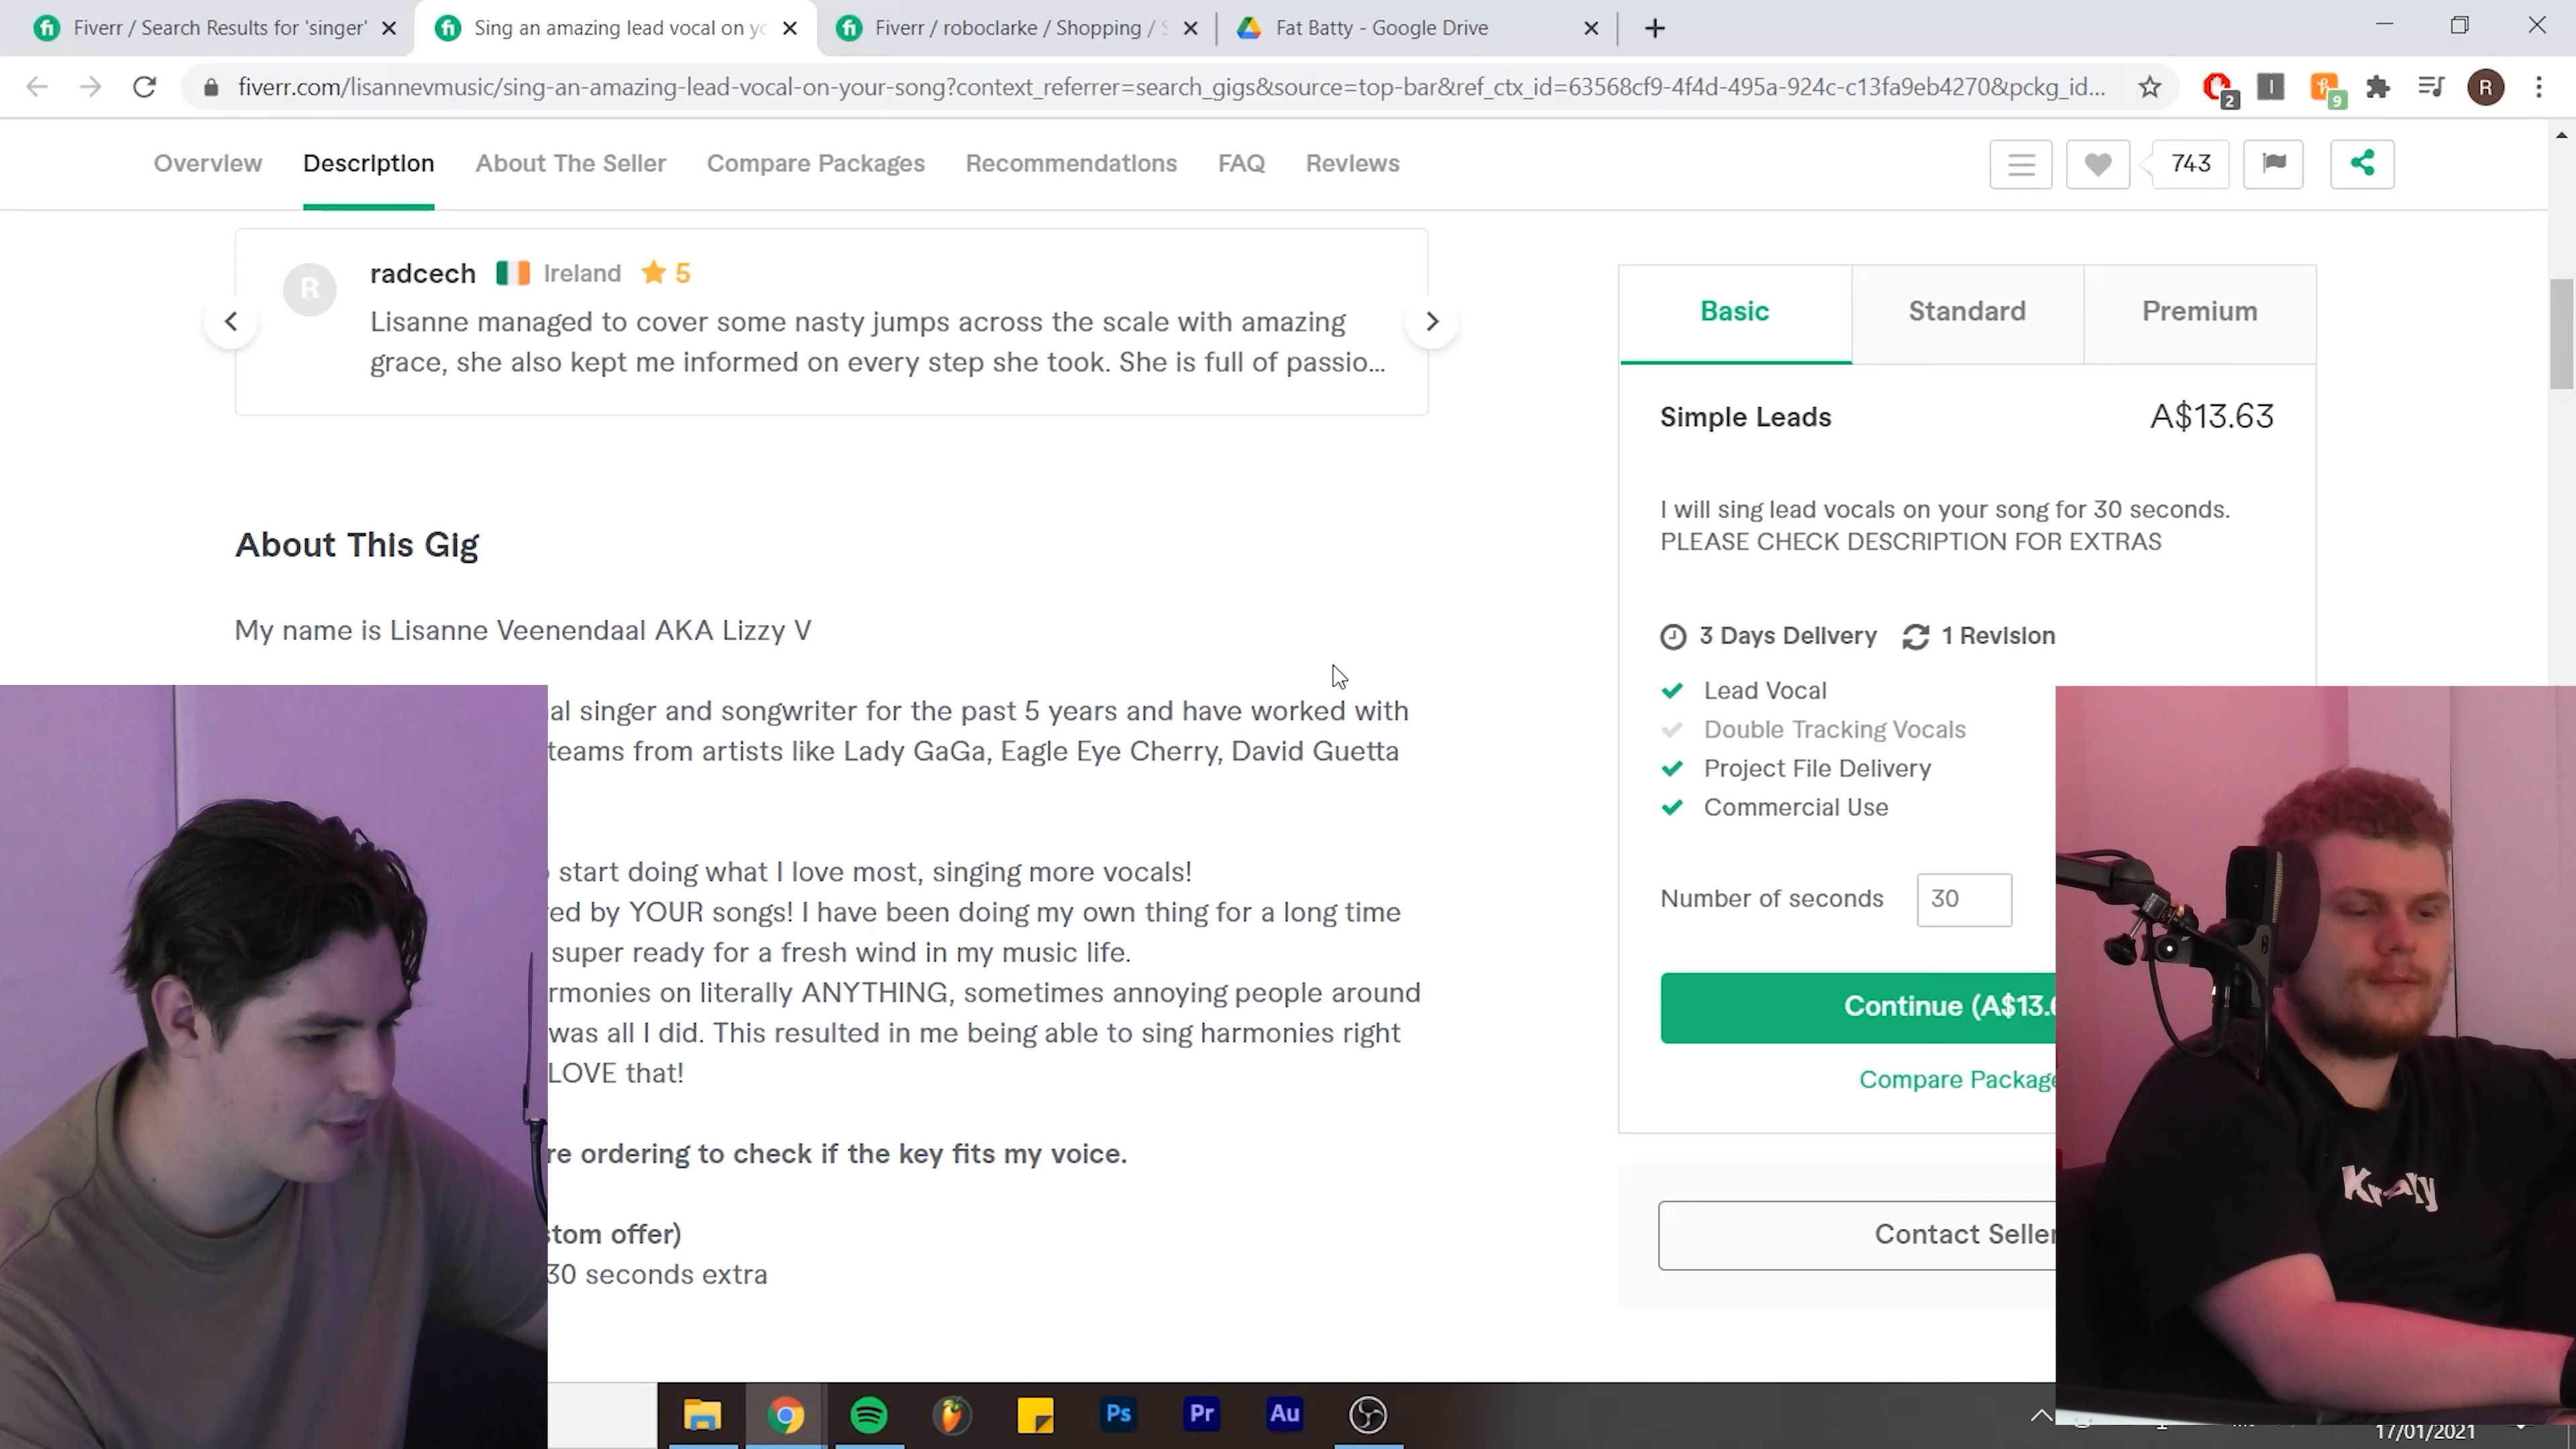 Fiverr / Search Results for 'singer'
Sing an amazing lead vocal on yo
Fiverr / roboclarke / Shopping / S
Fat Batty - Google Drive
fiverr.com/lisannevmusic/sing-an-amazing-lead-vocal-on-your-song?context_referrer=search_gigs&source=top-bar&ref_ctx_id=63568cf9-4f4d-495a-924c-c13fa9eb4270&pckg_id...
2
9
R
Overview Description About The Seller Compare Packages Recommendations FAQ Reviews
743
R
radcech Ireland 5
Lisanne managed to cover some nasty jumps across the scale with amazing
grace, she also kept me informed on every step she took. She is full of passio...
About This Gig
My name is Lisanne Veenendaal AKA Lizzy V
al singer and songwriter for the past 5 years and have worked with
teams from artists like Lady GaGa, Eagle Eye Cherry, David Guetta
start doing what I love most, singing more vocals!
ed by YOUR songs! I have been doing my own thing for a long time
super ready for a fresh wind in my music life.
rmonies on literally ANYTHING, sometimes annoying people around
was all I did. This resulted in me being able to sing harmonies right
LOVE that!
re ordering to check if the key fits my voice.
stom offer)
30 seconds extra
Basic Standard Premium
Simple Leads A$13.63
I will sing lead vocals on your song for 30 seconds.
PLEASE CHECK DESCRIPTION FOR EXTRAS
3 Days Delivery 1 Revision
Lead Vocal
Double Tracking Vocals
Project File Delivery
Commercial Use
Number of seconds 30
Continue (A$13.6
Compare Package
Contact Seller
Ps Pr Au
17/01/2021